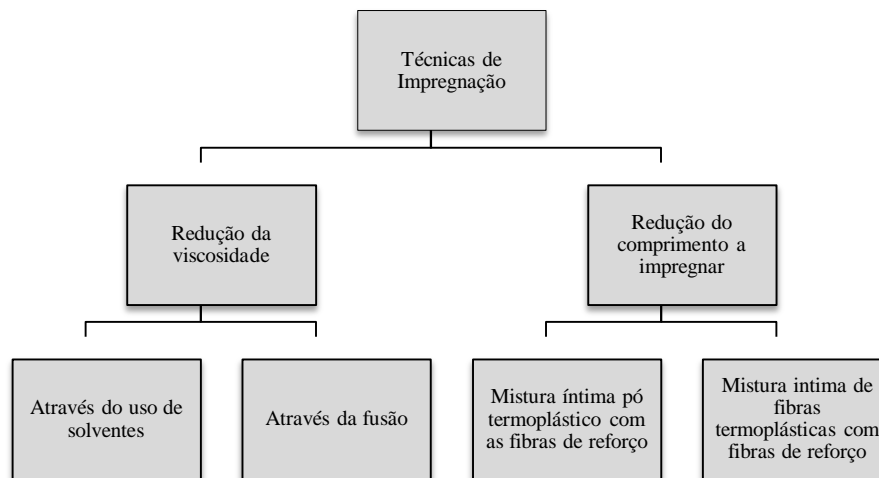 Técnicas de
Impregnação
Redução da
viscosidade
Redução do
comprimento a
impregnar
Através do uso de
solventes
Através da fusão
Mistura íntima pó
termoplástico com
as fibras de reforço
Mistura intima de
fibras
termoplásticas com
fibras de reforço